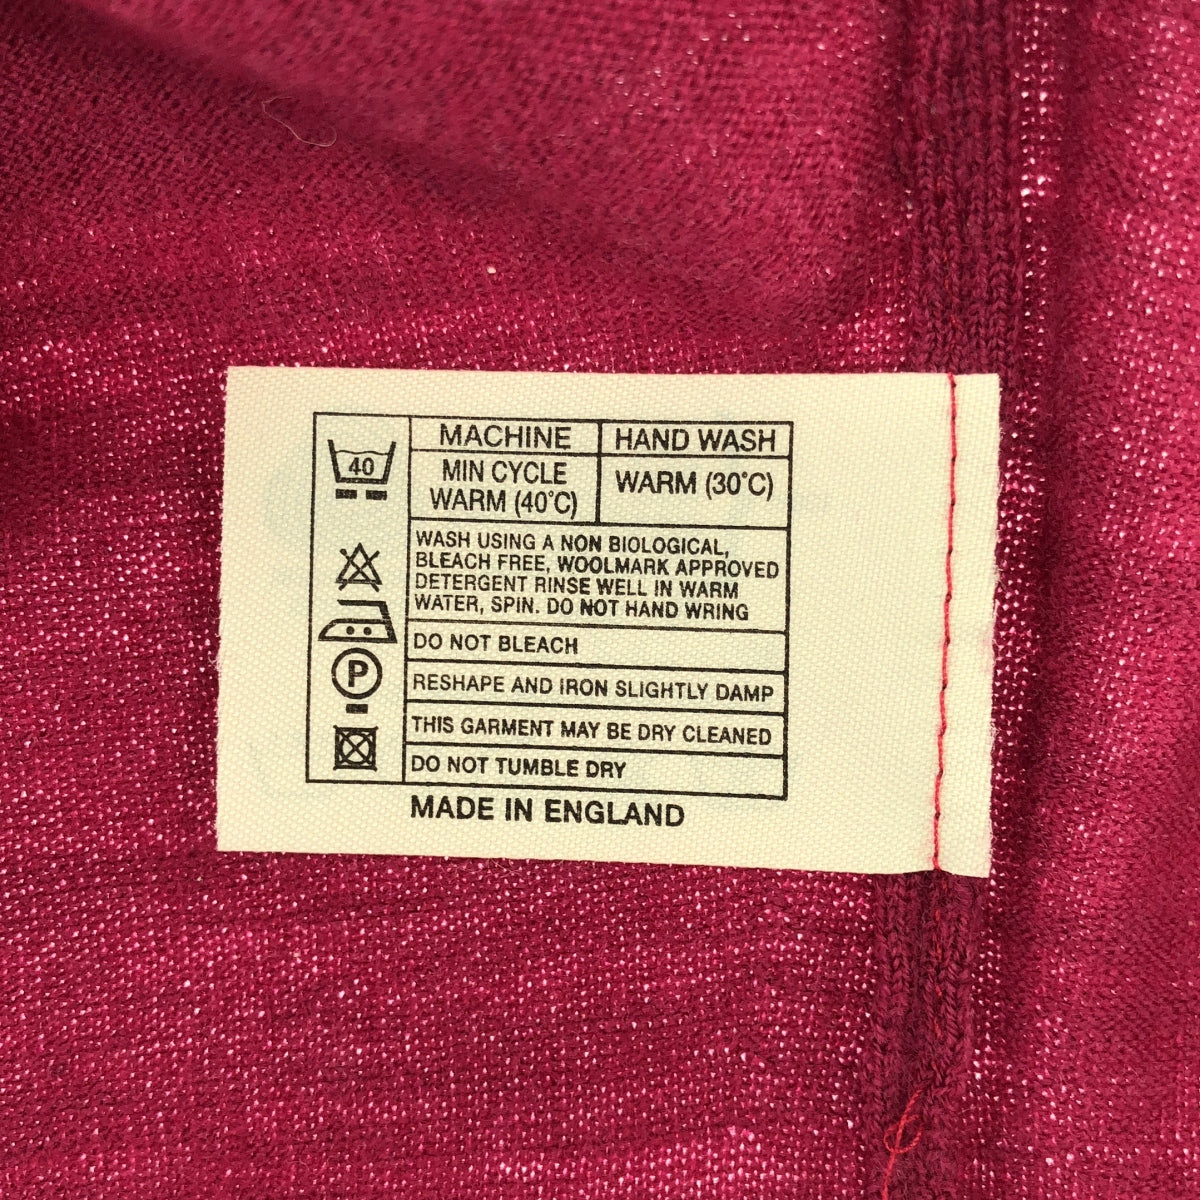 MACHINE
HAND WASH
40
MIN CYCLE
WARM (40°C)
WARM (30°C)
WASH USING A NON BIOLOGICAL,
BLEACH FREE, WOOLMARK APPROVED
DETERGENT RINSE WELL IN WARM
WATER, SPIN. DO NOT HAND WRING
DO NOT BLEACH
P
RESHAPE AND IRON SLIGHTLY DAMP
THIS GARMENT MAY BE DRY CLEANED
DO NOT TUMBLE DRY
MADE IN ENGLAND